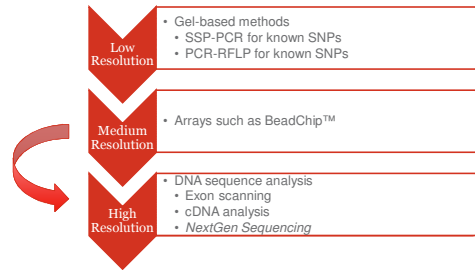 Low
Resolution
• Gel-based methods
• SSP-PCR for known SNPs
• PCR-RFLP for known SNPs
Medium
Resolution
• Arrays such as BeadChip™
High
Resolution
• DNA sequence analysis
• Exon scanning
• cDNA analysis
• NextGen Sequencing